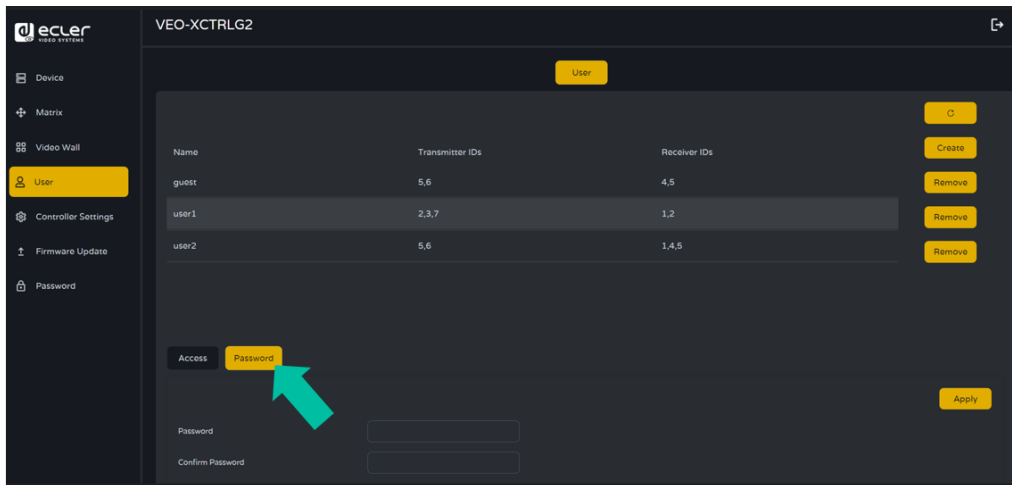 ecler
VIDEO SYSTEMS
VEO-XCTRLG2
Device
Matrix
Video Wall
User
Controller Settings
Firmware Update
Password
User
Name Transmitter IDs Receiver IDs Create
guest 5,6 4,5 Remove
user1 2,3,7 1,2 Remove
user2 5,6 1,4,5 Remove
Access Password
Apply
Password
Confirm Password